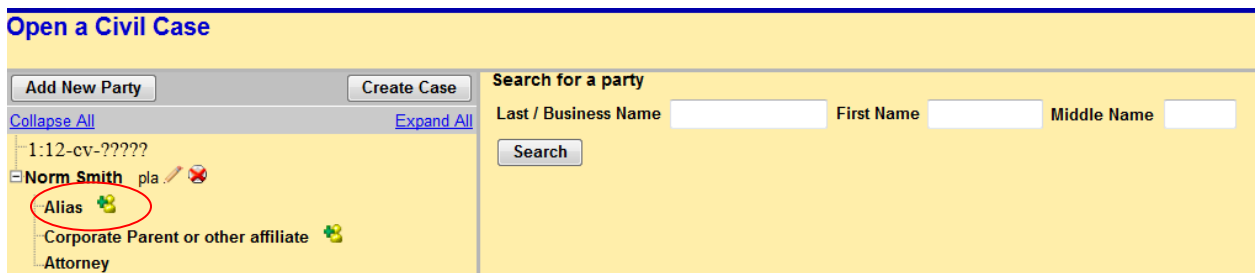 Open a Civil Case
Add New Party Create Case
Collapse All Expand All
1:12-cv-?????
Norm Smith pla
Alias
Corporate Parent or other affiliate
Attorney
Search for a party
Last / Business Name First Name Middle Name
Search